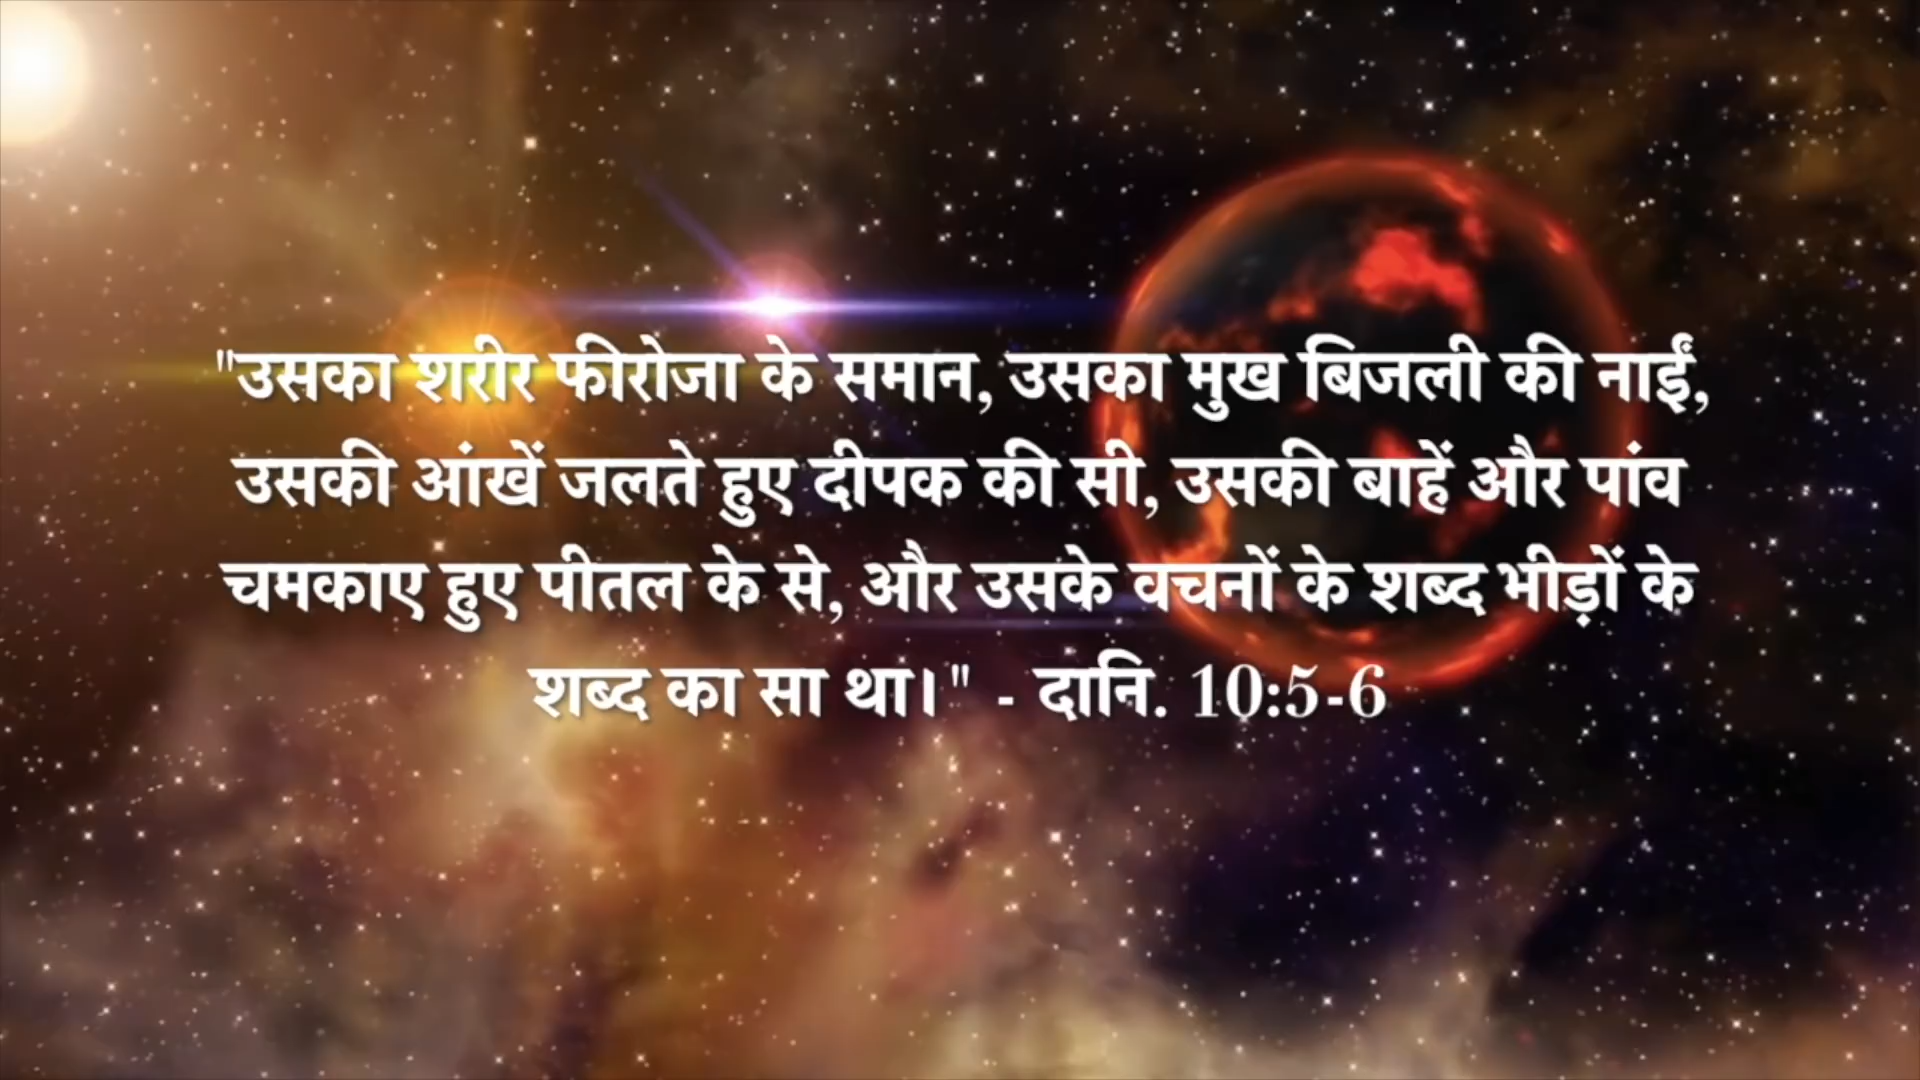 "उसका शरीर फीरोजा के समान, उसका मुख बिजली की नाईं,
उसकी आंखें जलते हुए दीपक की सी, उसकी बाहें और पांव
चमकाए हुए पीतल के से, और उसके वचनों के शब्द भीड़ों के
शब्द का सा था।" - दानि. 10:5-6